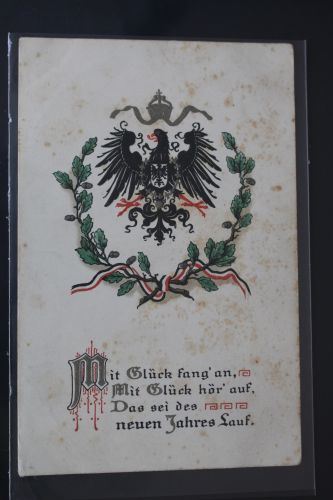 Mit Glück fang' an,
Mit Glück hör' auf,
Das sei des
neuen Jahres Lauf.